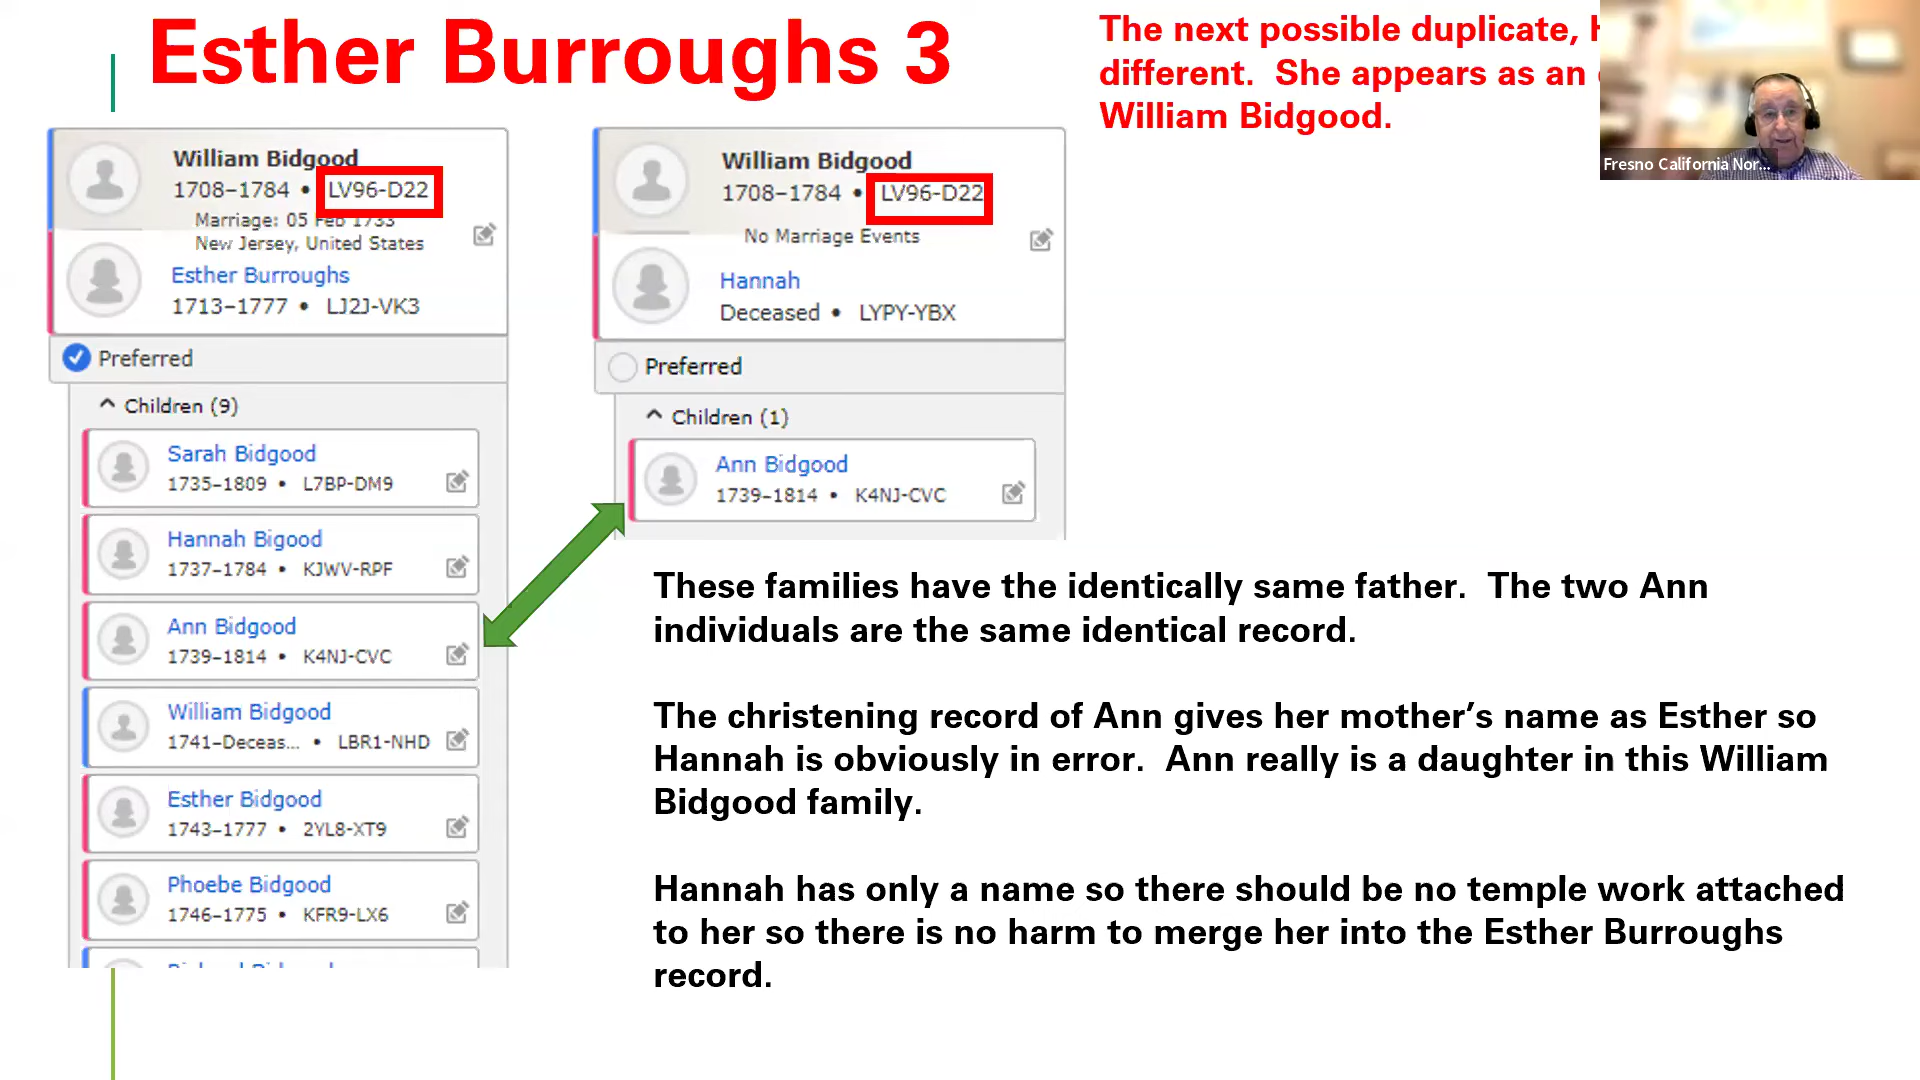 Esther Burroughs 3
The next possible duplicate,
different.  She appears as an
William Bidgood.
Fresno California Nor...
William Bidgood
1708–1784 • LV96-D22
Marriage: 05 Feb 1733
New Jersey, United States
Esther Burroughs
1713–1777 • LJ2J-VK3
Preferred
Children (9)
Sarah Bidgood
1735–1809 • L7BP-DM9
Hannah Bigood
1737–1784 • KJWV-RPF
Ann Bidgood
1739–1814 • K4NJ-CVC
William Bidgood
1741–Deceas... • LBR1-NHD
Esther Bidgood
1743–1777 • 2YL8-XT9
Phoebe Bidgood
1746–1775 • KFR9-LX6
William Bidgood
1708–1784 • LV96-D22
No Marriage Events
Hannah
Deceased • LYPY-YBX
Preferred
Children (1)
Ann Bidgood
1739–1814 • K4NJ-CVC
These families have the identically same father.  The two Ann
individuals are the same identical record.
The christening record of Ann gives her mother’s name as Esther so
Hannah is obviously in error.  Ann really is a daughter in this William
Bidgood family.
Hannah has only a name so there should be no temple work attached
to her so there is no harm to merge her into the Esther Burroughs
record.